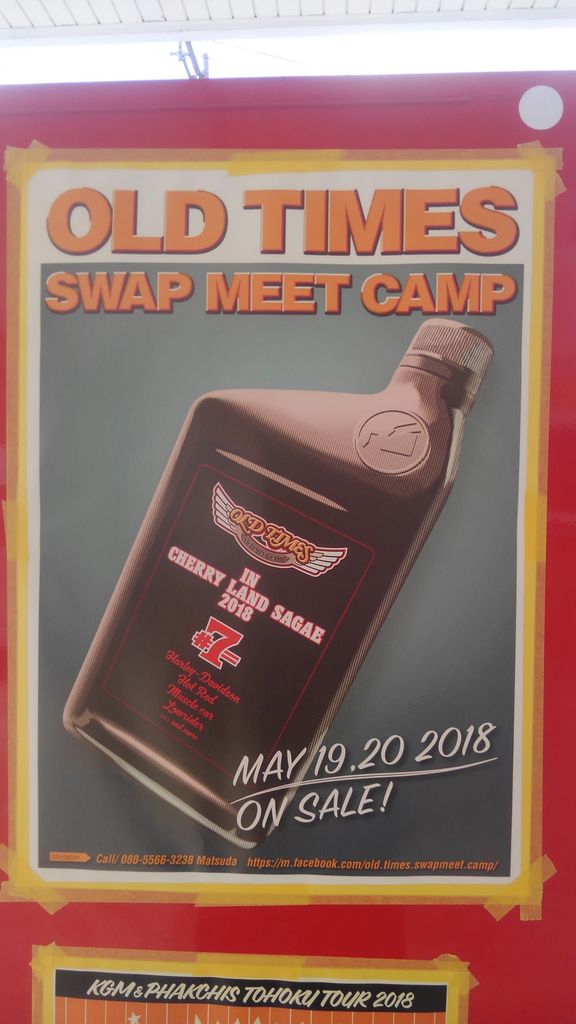 OLD TIMES
SWAP MEET CAMP
OLD TIMES
IN
CHERRY LAND SAGAE
2018
#7
Harley-Davidson
Hot Rod
Muscle car
Lowrider
... and more
MAY 19.20 2018
ON SALE!
Call/ 080-5566-3238 Matsuda https://m.facebook.com/old.times.swapmeet.camp/
KGM & PHAKCHIS TOHOKU TOUR 2018